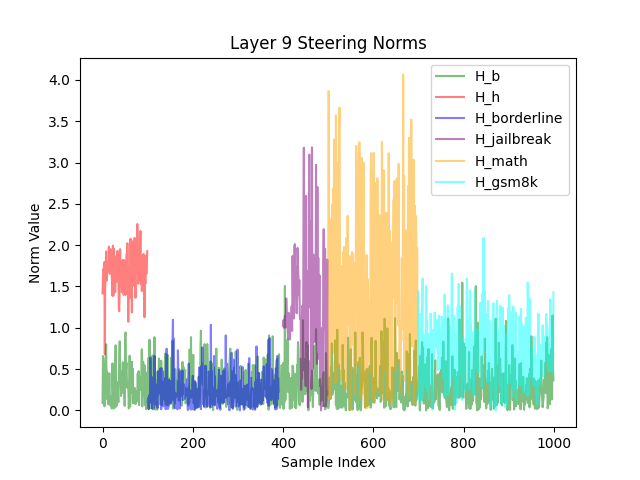 Layer 9 Steering Norms
Norm Value
4.0
3.5
3.0
2.5
2.0
1.5
1.0
0.5
0.0
H_b
H_h
H_borderline
H_jailbreak
H_math
H_gsm8k
0
200
400
600
800
1000
Sample Index